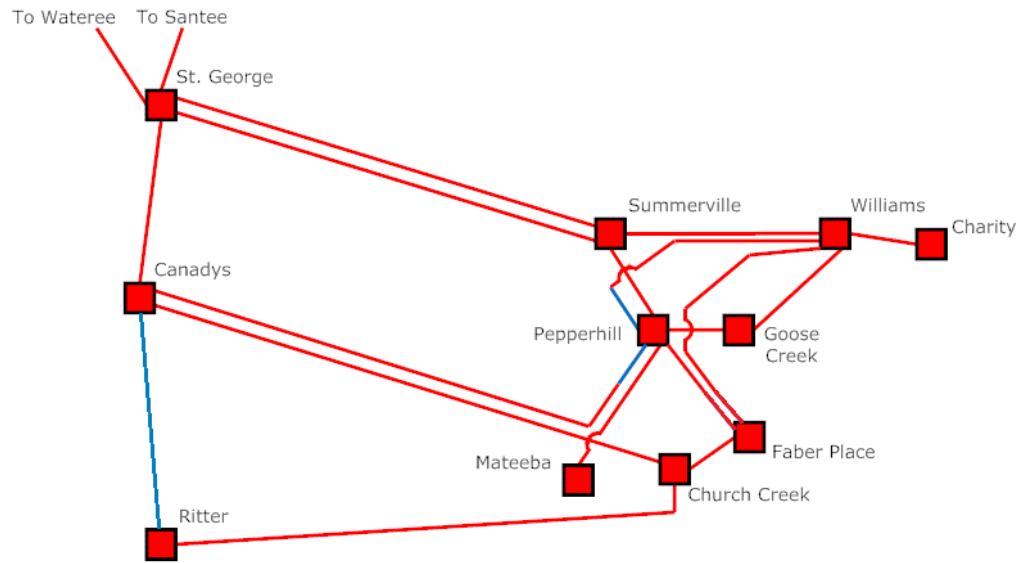 To Wateree
To Santee
St. George
Summerville
Williams
Charity
Canadys
Pepperhill
Goose
Creek
Mateeba
Faber Place
Church Creek
Ritter